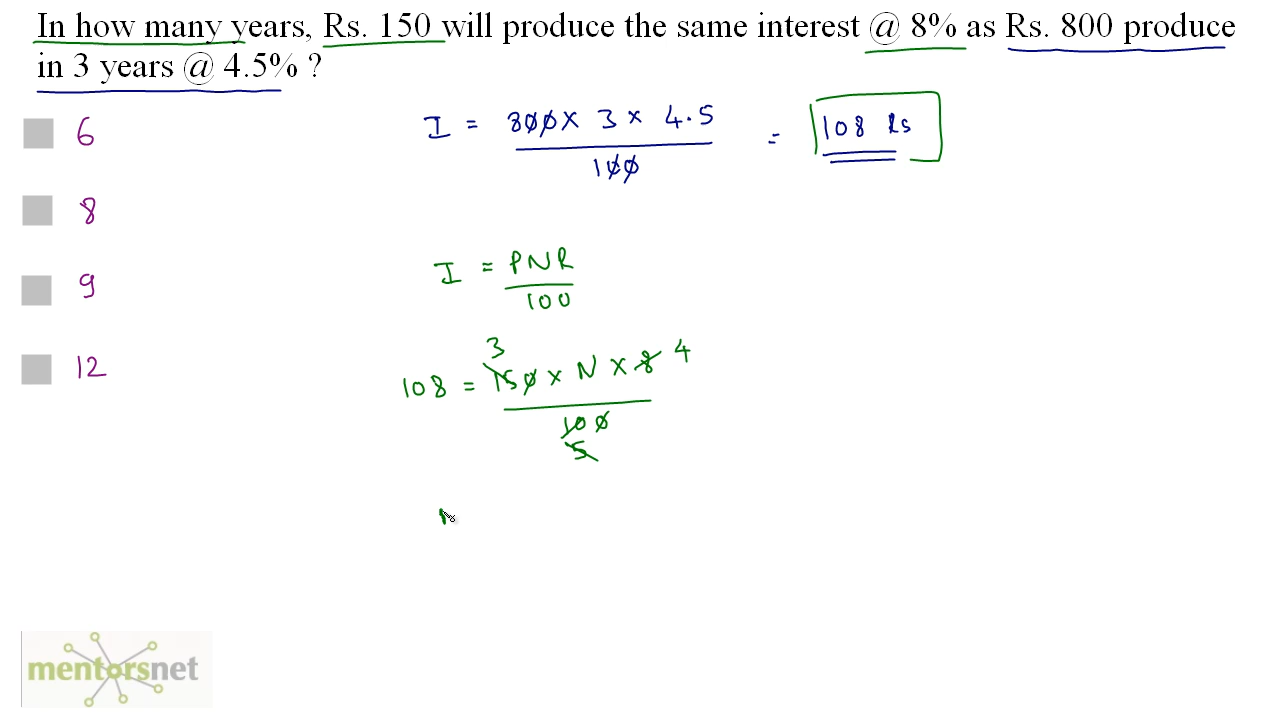 In how many years, Rs. 150 will produce the same interest @ 8% as Rs. 800 produce
in 3 years @ 4.5% ?
6
8
9
12
I = 800 x 3 x 4.5
100
= 108 Rs
I = PNR
100
3
108 = 150 x N x 8 4
100
5
mentorsnet